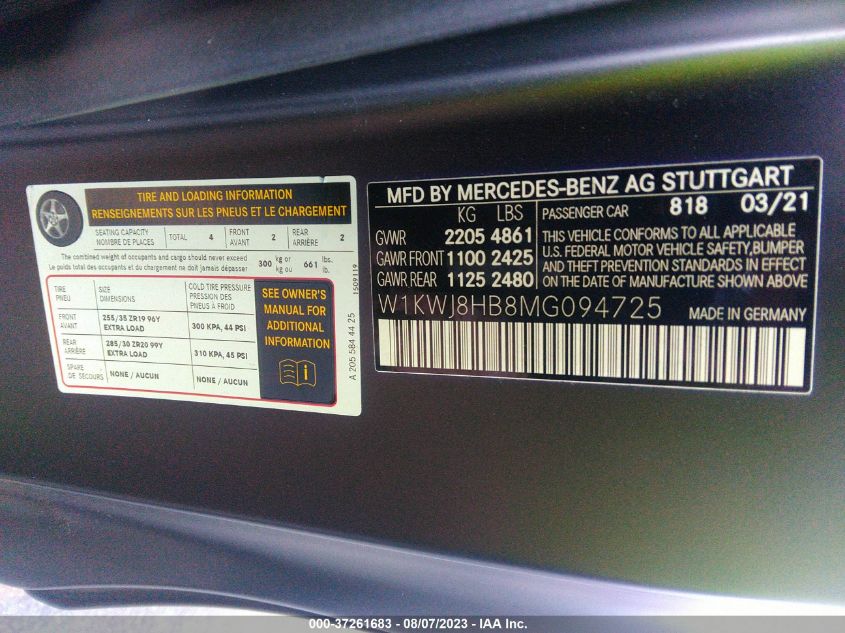 TIRE AND LOADING INFORMATION
RENSEIGNEMENTS SUR LES PNEUS ET LE CHARGEMENT
SEATING CAPACITY
NOMBRE DE PLACES
TOTAL 4
FRONT
AVANT
2
REAR
ARRIÈRE
2
The combined weight of occupants and cargo should never exceed
Le poids total des occupants et du chargement ne doit jamais dépasser
300 kg or
kg ou
661 lbs.
lb.
TIRE
PNEU
SIZE
DIMENSIONS
COLD TIRE PRESSURE
PRESSION DES
PNEUS À FROID
FRONT
AVANT
255/35 ZR19 96Y
EXTRA LOAD
300 KPA, 44 PSI
REAR
ARRIÈRE
285/30 ZR20 99Y
EXTRA LOAD
310 KPA, 45 PSI
SPARE
DE SECOURS
NONE / AUCUN
NONE / AUCUN
SEE OWNER'S
MANUAL FOR
ADDITIONAL
INFORMATION
A 205 584 44 25
1509119
MFD BY MERCEDES-BENZ AG STUTTGART
KG LBS
GVWR 2205 4861
GAWR FRONT 1100 2425
GAWR REAR 1125 2480
PASSENGER CAR 818 03/21
THIS VEHICLE CONFORMS TO ALL APPLICABLE
U.S. FEDERAL MOTOR VEHICLE SAFETY,BUMPER
AND THEFT PREVENTION STANDARDS IN EFFECT
ON THE DATE OF MANUFACTURE SHOWN ABOVE
W1KWJ8HB8MG094725
MADE IN GERMANY
000-37261683 / 08/07/2023 - IAA Inc.